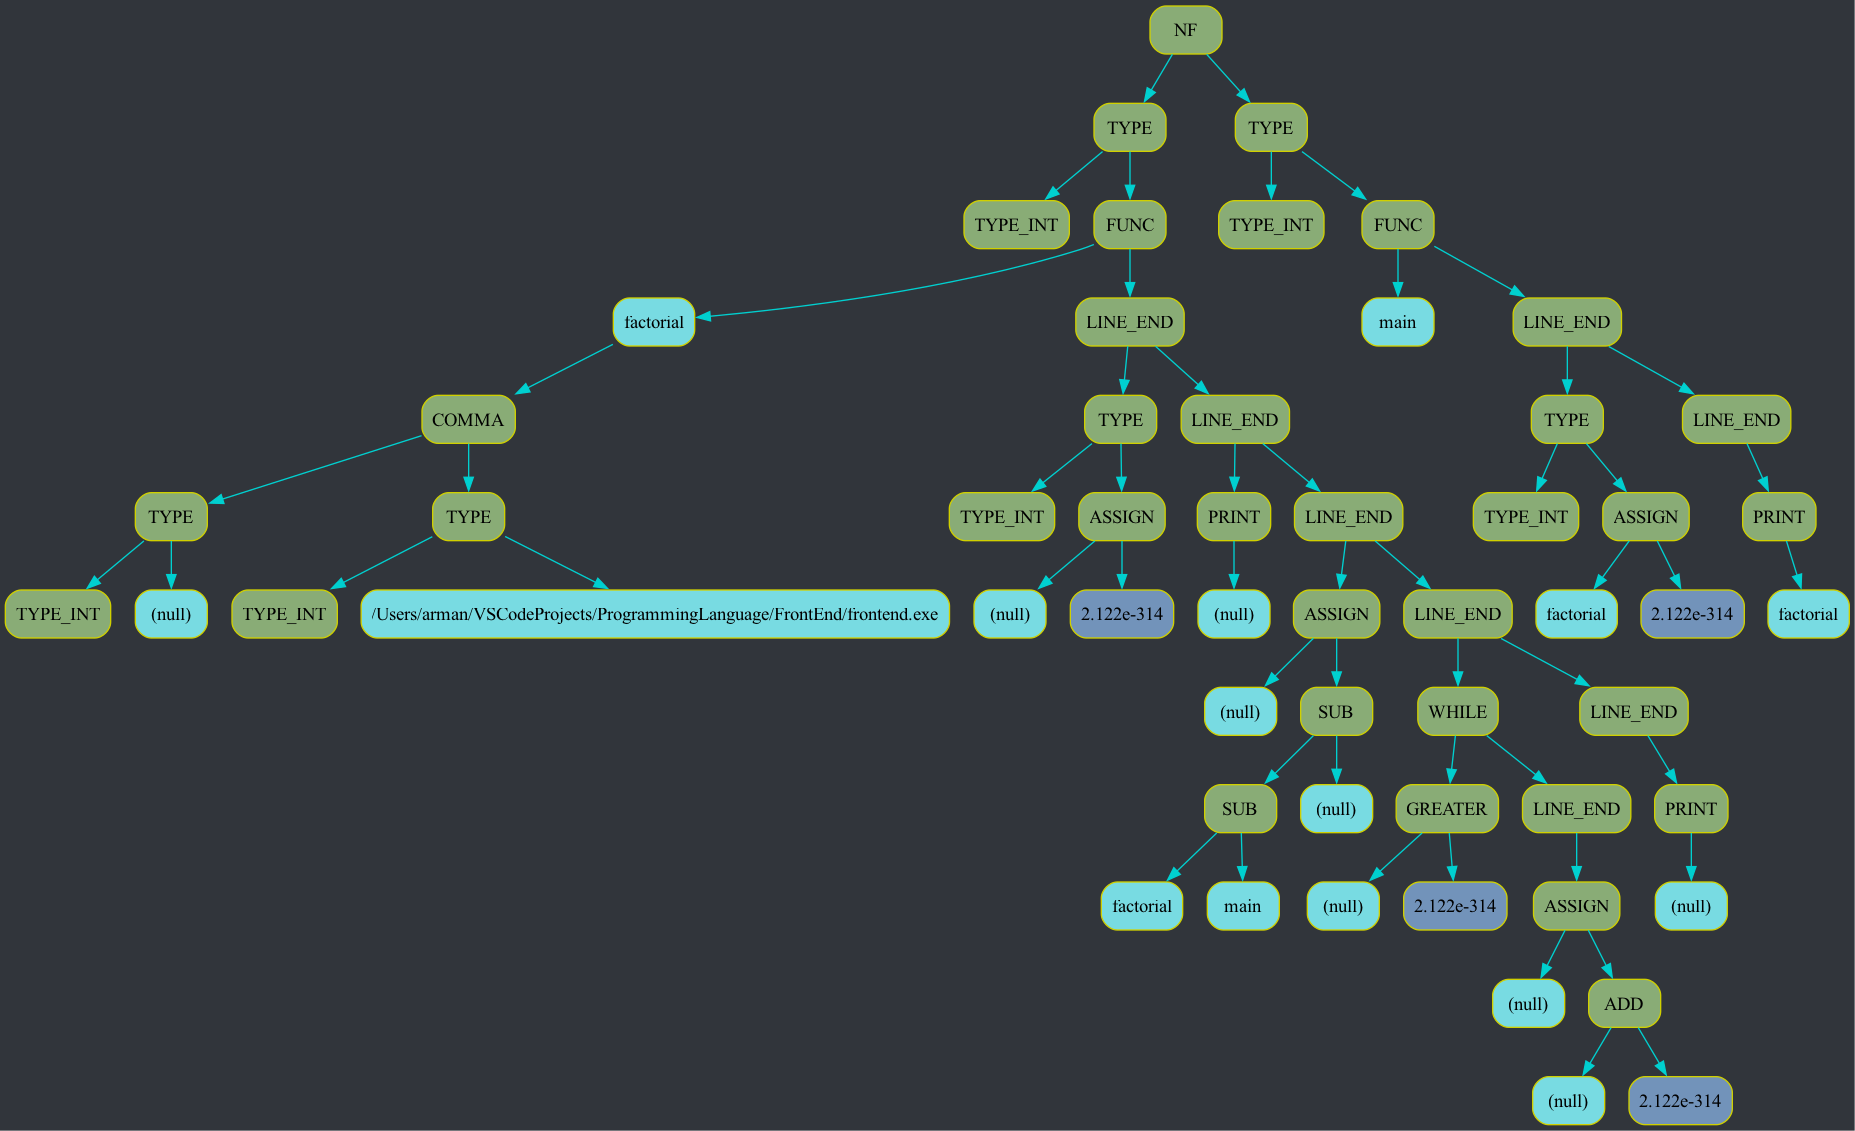 NF
TYPE
TYPE
TYPE_INT
FUNC
TYPE_INT
FUNC
factorial
LINE_END
main
LINE_END
COMMA
TYPE
LINE_END
TYPE
LINE_END
TYPE
TYPE
TYPE_INT
ASSIGN
PRINT
LINE_END
TYPE_INT
ASSIGN
PRINT
TYPE_INT
(null)
TYPE_INT
/Users/arman/VSCodeProjects/ProgrammingLanguage/FrontEnd/frontend.exe
(null)
2.122e-314
(null)
ASSIGN
LINE_END
factorial
2.122e-314
factorial
(null)
SUB
WHILE
LINE_END
SUB
(null)
GREATER
LINE_END
PRINT
factorial
main
(null)
2.122e-314
ASSIGN
(null)
(null)
ADD
(null)
2.122e-314